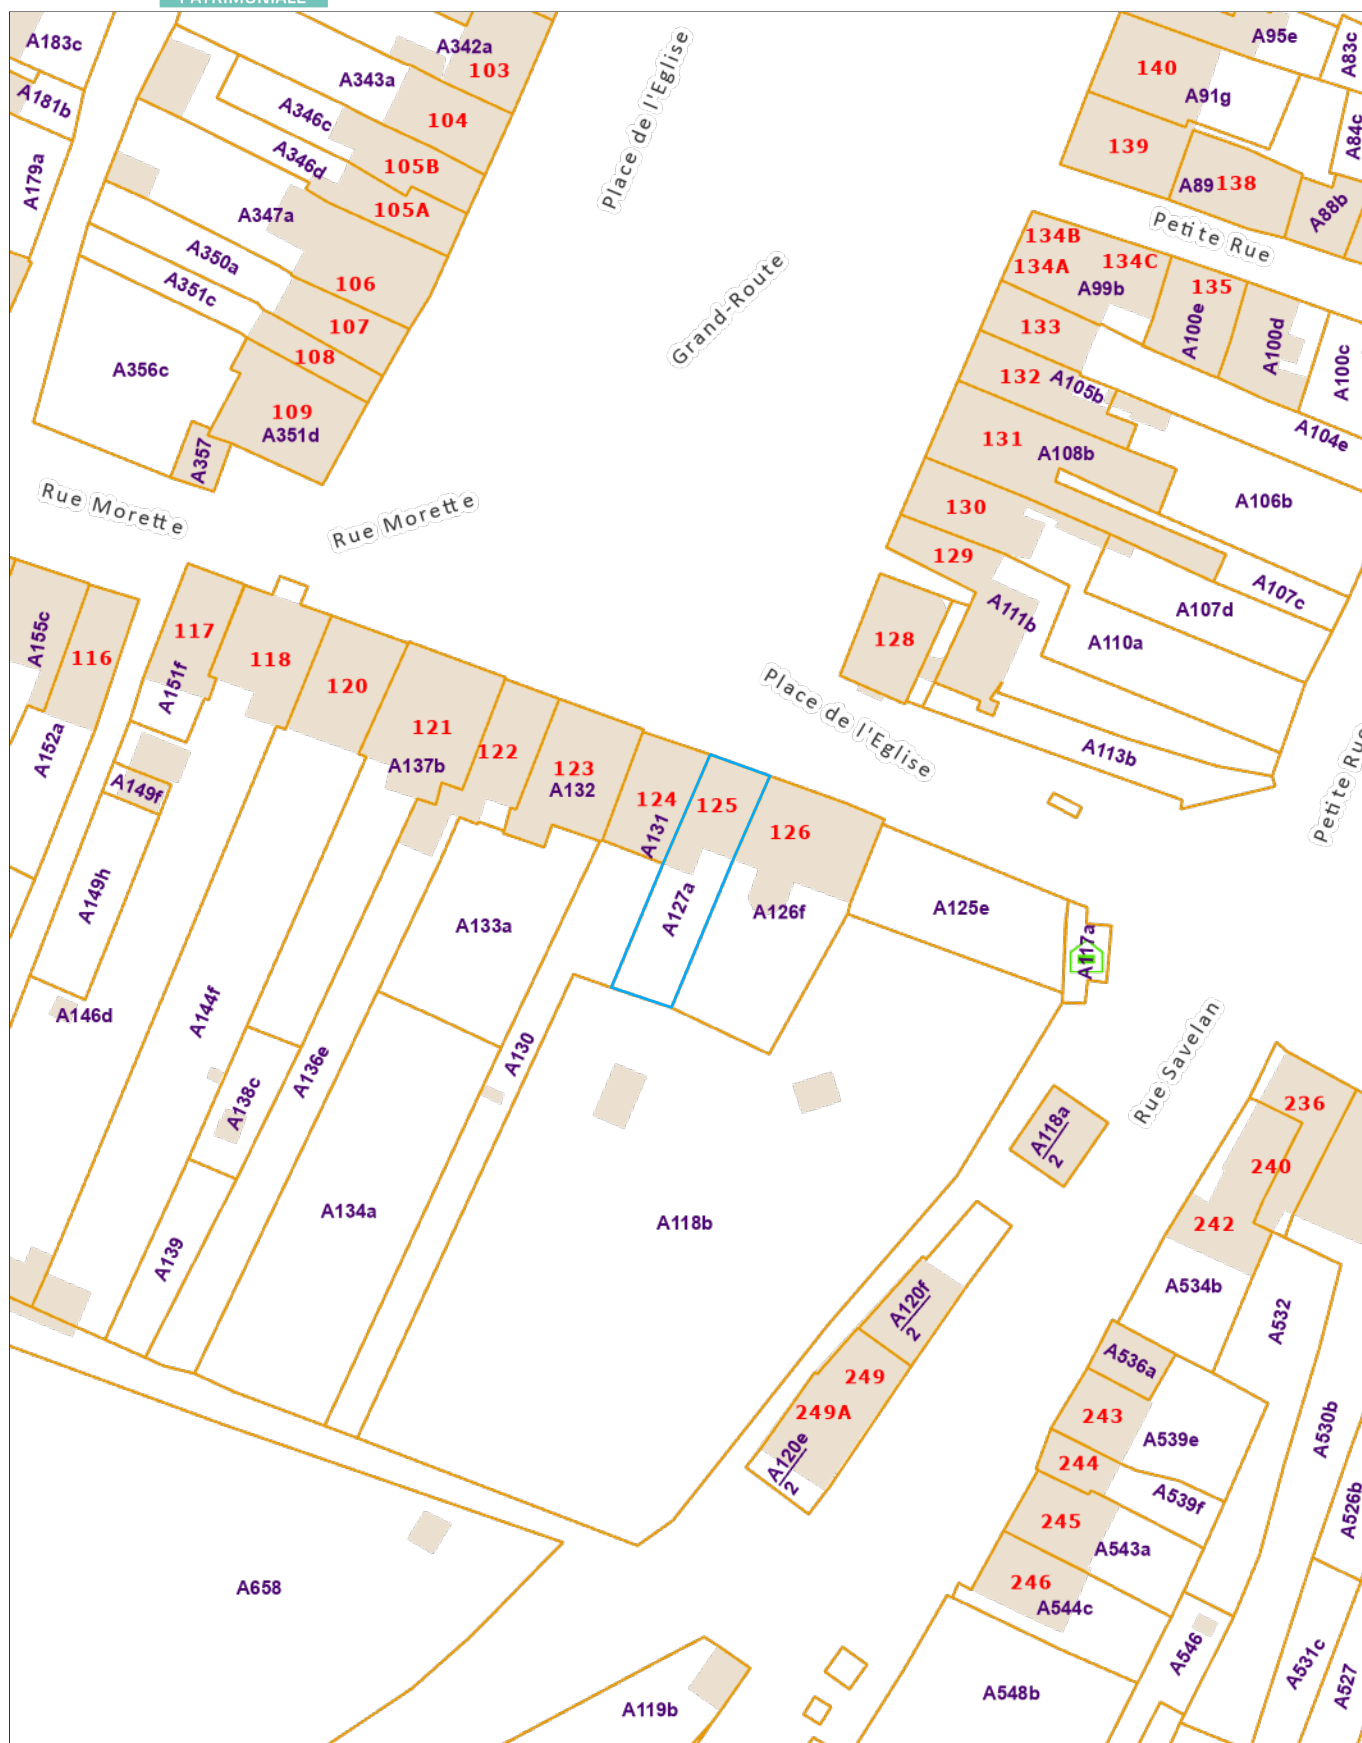 PATRIMONIALE
A183c
A342a
103
Place de l'Eglise
A95e
A83c
A343a
140
A181b
A346c
104
A91g
A84c
A346d
105B
139
A179a
A89
138
A347a
105A
A88b
Petite Rue
134B
A350a
134A
134C
Grand-Route
A351c
106
A99b
135
107
133
A100e
A100d
108
A100c
A356c
132
A105b
109
A351d
131
A104e
A357
A108b
Rue Morette
Rue Morette
130
A106b
129
A107c
A111b
A107d
A155c
117
128
A110a
116
118
A151f
120
Place de l'Eglise
A152a
121
122
A113b
A137b
123
A132
Petite Rue
A149f
124
125
A131
126
A149h
A127a
A126f
A125e
A133a
A117a
A144f
A146d
A130
Rue Savelan
A136e
A138c
236
A118a
2
240
A134a
A118b
242
A139
A534b
A120f
2
A532
A536a
249
243
249A
A539e
A530b
A120e
2
244
A539f
A526b
245
A543a
A658
246
A544c
A546
A531c
A527
A548b
A119b